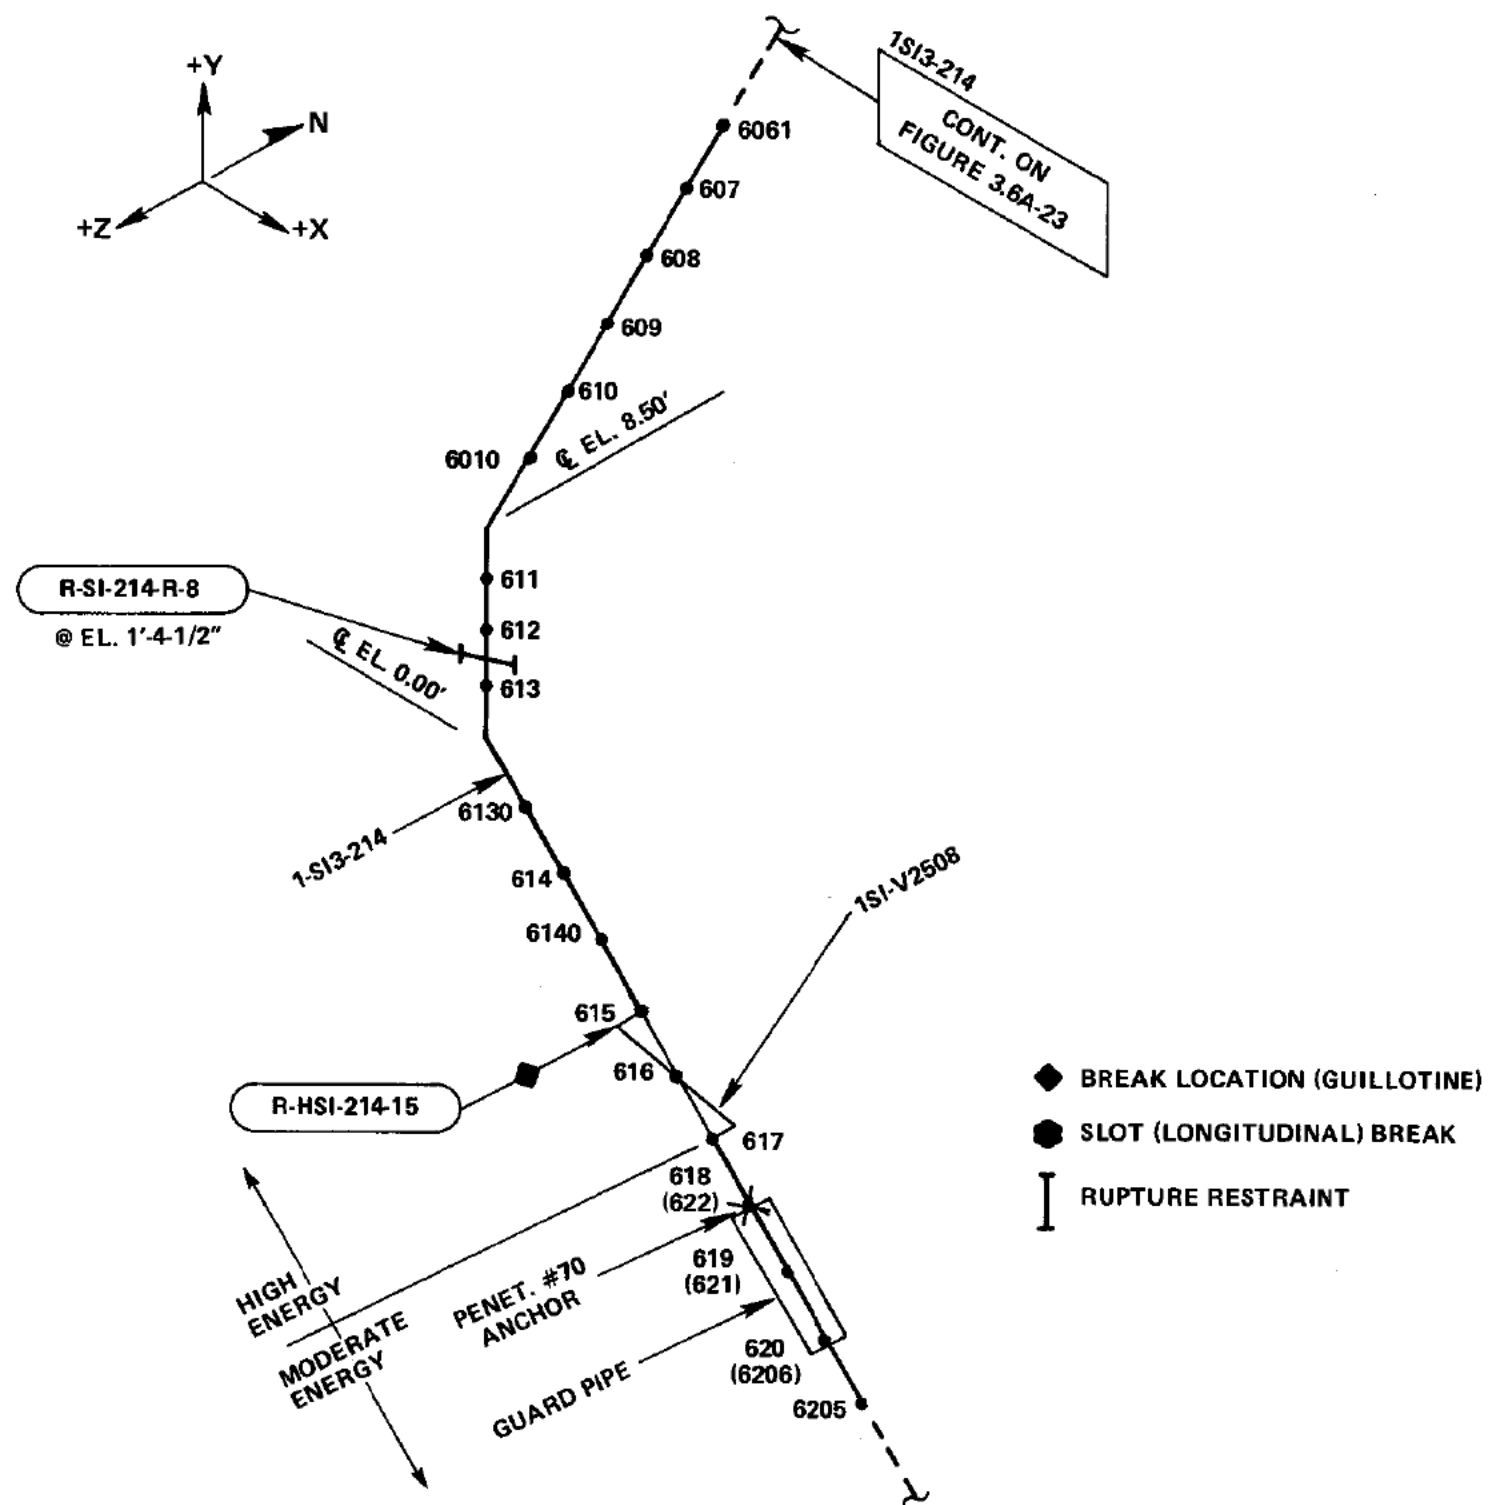 +Y
N
+Z
+X
1SI3-214
CONT. ON
FIGURE 3.6A-23
6061
607
608
609
610
6010
℄ EL. 8.50'
611
R-SI-214-R-8
@ EL. 1'-4-1/2"
612
℄ EL. 0.00'
613
6130
1-SI3-214
614
6140
1SI-V2508
615
616
R-HSI-214-15
617
618
(622)
PENET. #70
ANCHOR
619
(621)
HIGH
ENERGY
MODERATE
ENERGY
GUARD PIPE
620
(6206)
6205
BREAK LOCATION (GUILLOTINE)
SLOT (LONGITUDINAL) BREAK
RUPTURE RESTRAINT